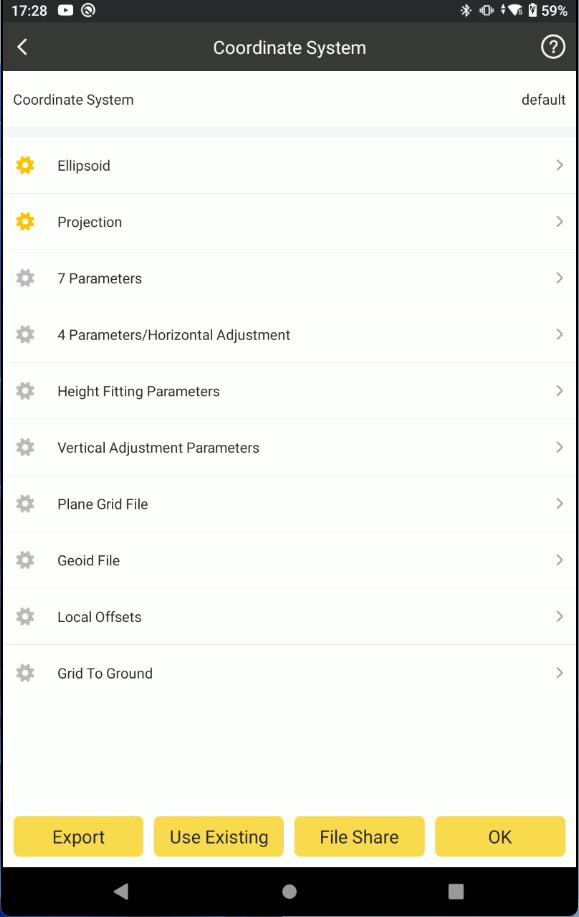 17:28 59%
Coordinate System
Coordinate System default
Ellipsoid
Projection
7 Parameters
4 Parameters/Horizontal Adjustment
Height Fitting Parameters
Vertical Adjustment Parameters
Plane Grid File
Geoid File
Local Offsets
Grid To Ground
Export Use Existing File Share OK